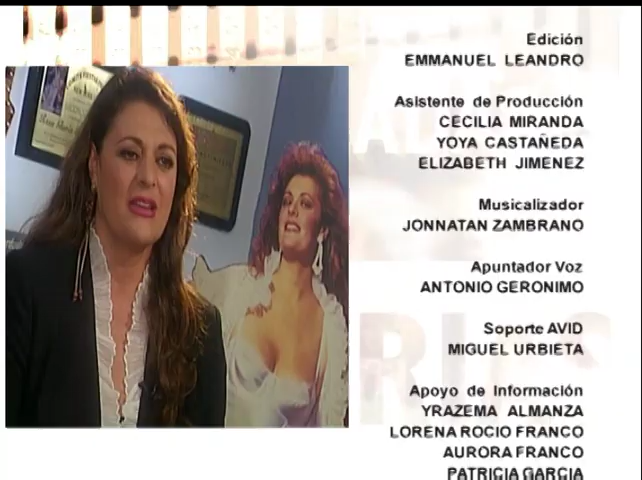 Edición
EMMANUEL LEANDRO
Asistente de Producción
CECILIA MIRANDA
YOYA CASTAÑEDA
ELIZABETH JIMENEZ
Musicalizador
JONNATAN ZAMBRANO
Apuntador Voz
ANTONIO GERONIMO
Soporte AVID
MIGUEL URBIETA
Apoyo de Información
YRAZEMA ALMANZA
LORENA ROCIO FRANCO
AURORA FRANCO
PATRICIA GARCIA